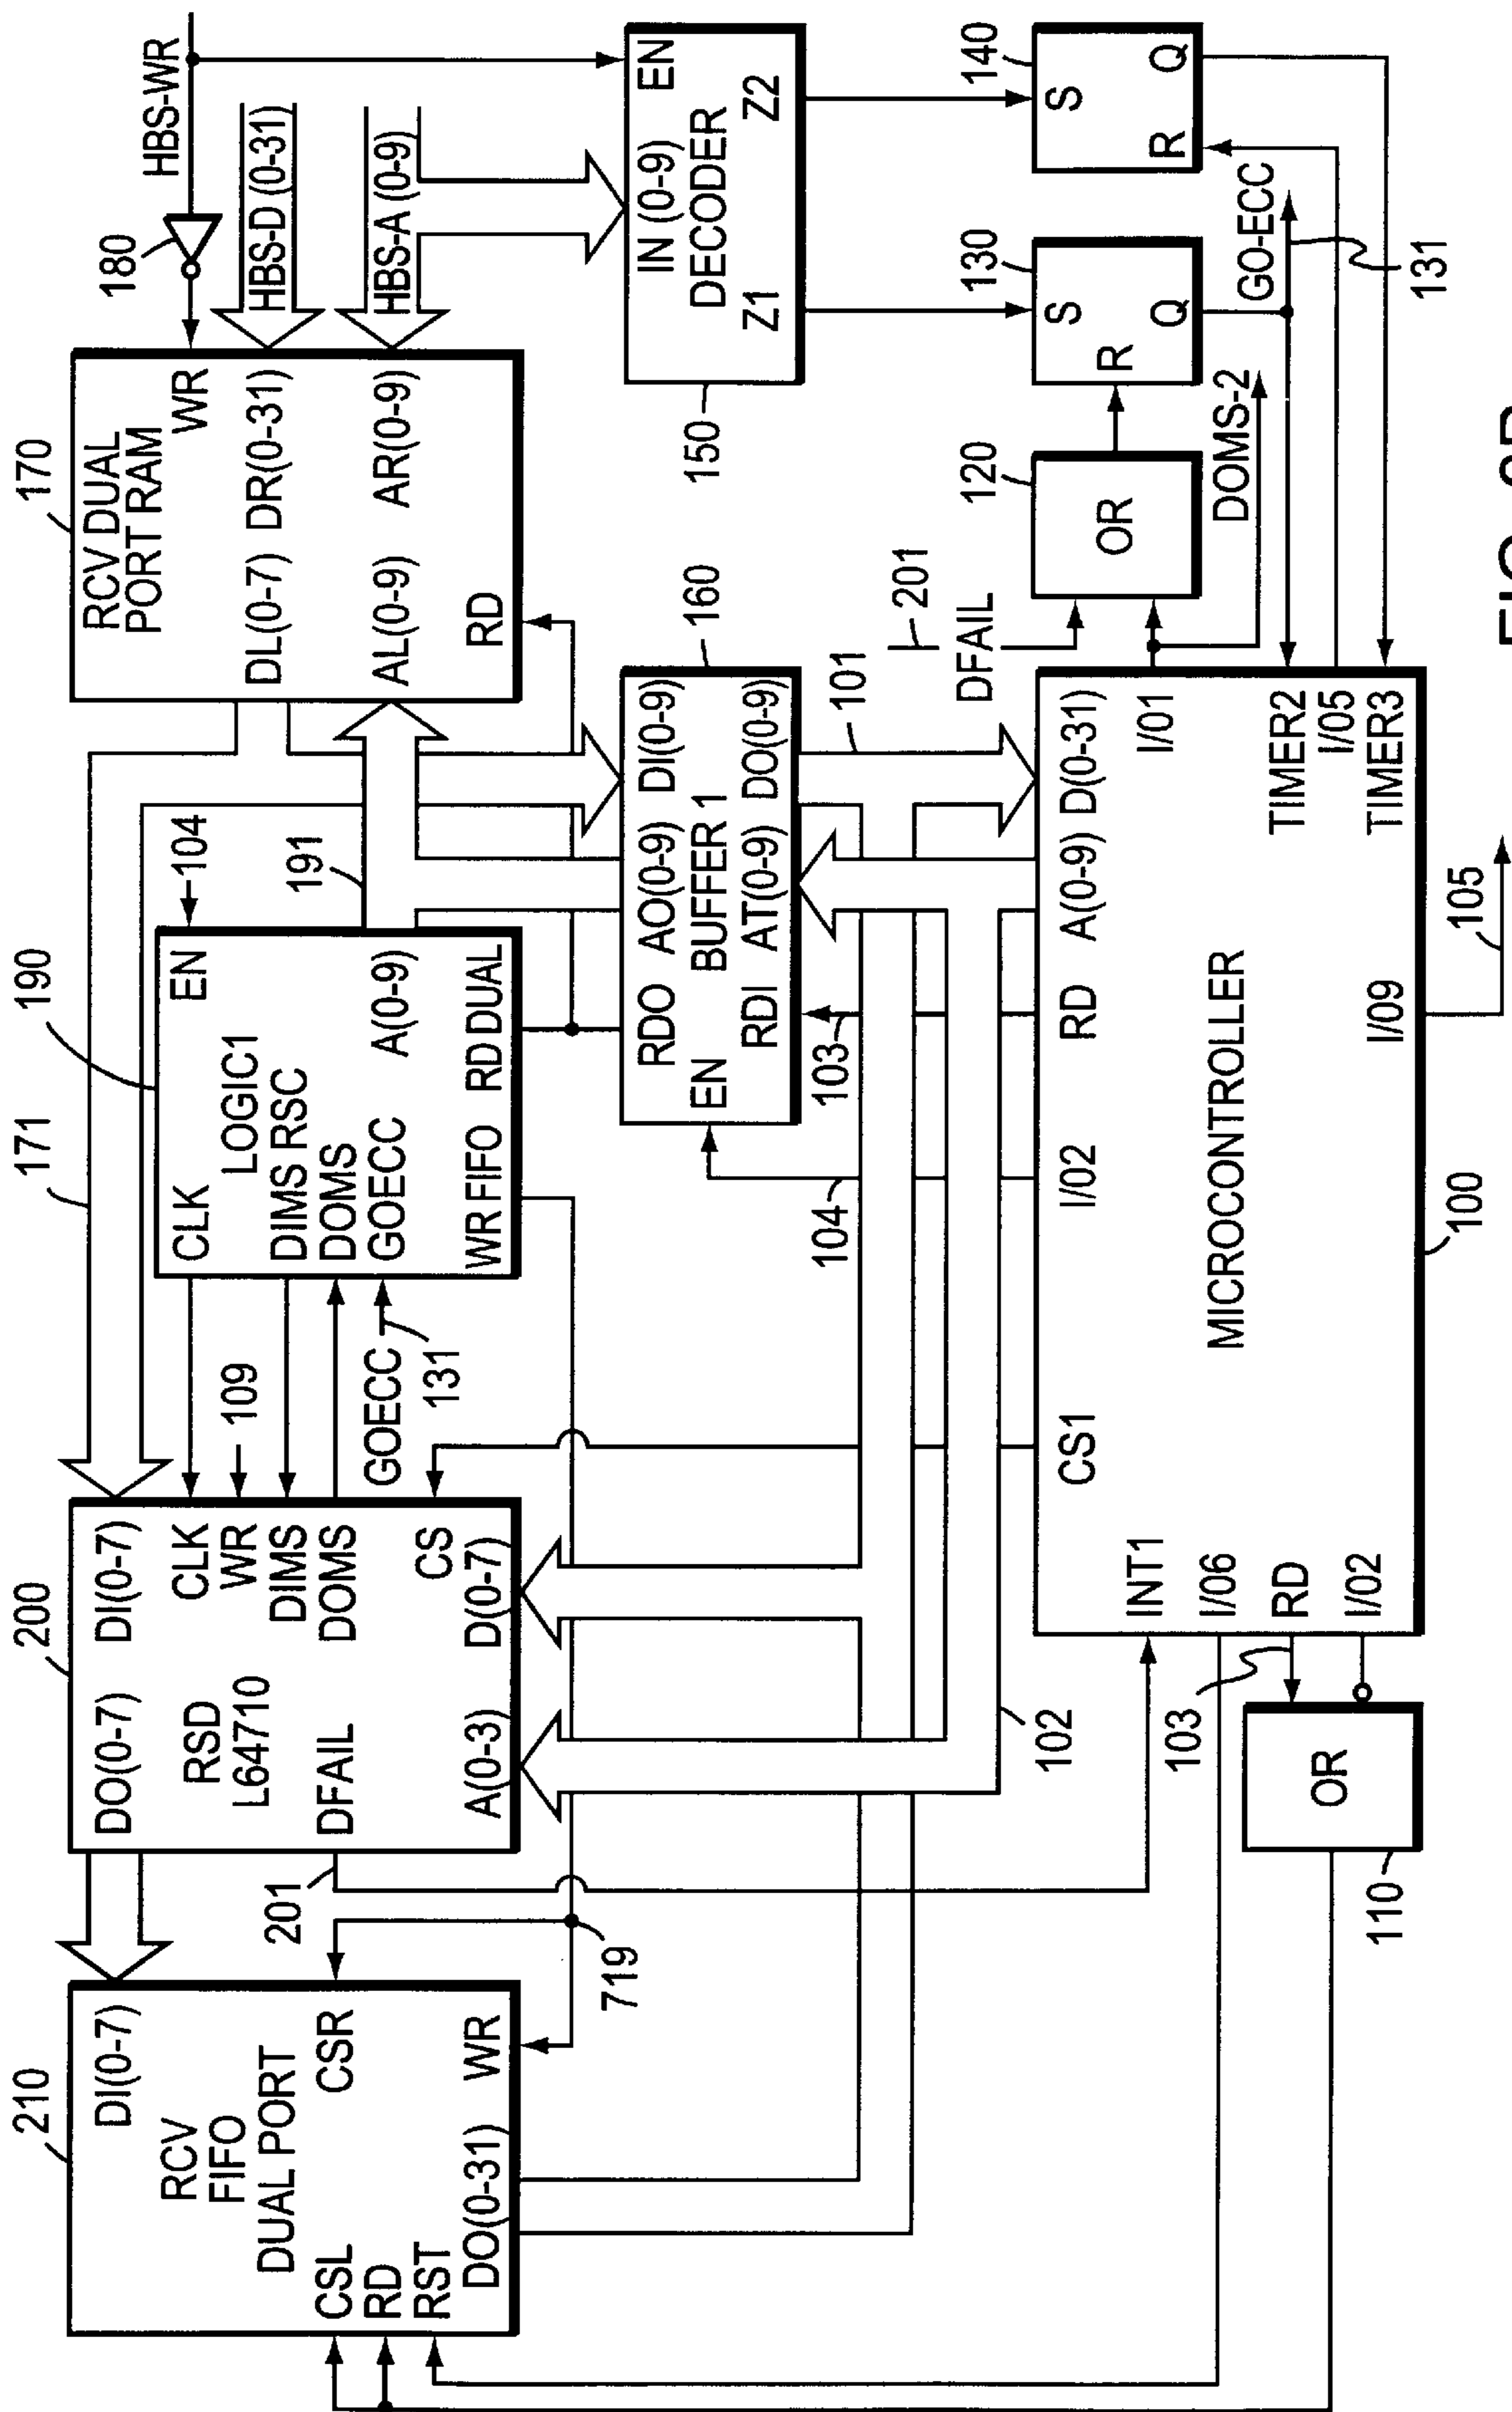 210
RCV
FIFO
DUAL PORT
DI(0-7)
CSR
WR
CSL
RD
RST
DO(0-31)
719
200
DO(0-7)
DI(0-7)
RSD
L64710
DFAIL
CLK
WR
DIMS
DOMS
CS
A(0-3)
D(0-7)
201
109
GOECC
131
171
190
CLK
EN
LOGIC1
DIMS RSC
DOMS
GOECC
A(0-9)
WR FIFO
RD DUAL
104
191
170
RCV DUAL
PORT RAM
WR
DL(0-7)
DR(0-31)
AL(0-9)
AR(0-9)
RD
180
HBS-WR
HBS-D (0-31)
HBS-A (0-9)
160
RDO
AO(0-9)
DI(0-9)
BUFFER 1
EN
RDI
AT(0-9)
DO(0-9)
103
104
101
102
150
IN (0-9)
EN
DECODER
Z1
Z2
201
DFAIL
120
OR
130
S
R
Q
140
S
R
Q
GO-ECC
131
DOMS-2
CS1
I/02
RD
A(0-9)
D(0-31)
INT1
I/06
RD
I/02
MICROCONTROLLER
I/01
TIMER2
I/05
TIMER3
I/09
105
100
103
OR
110